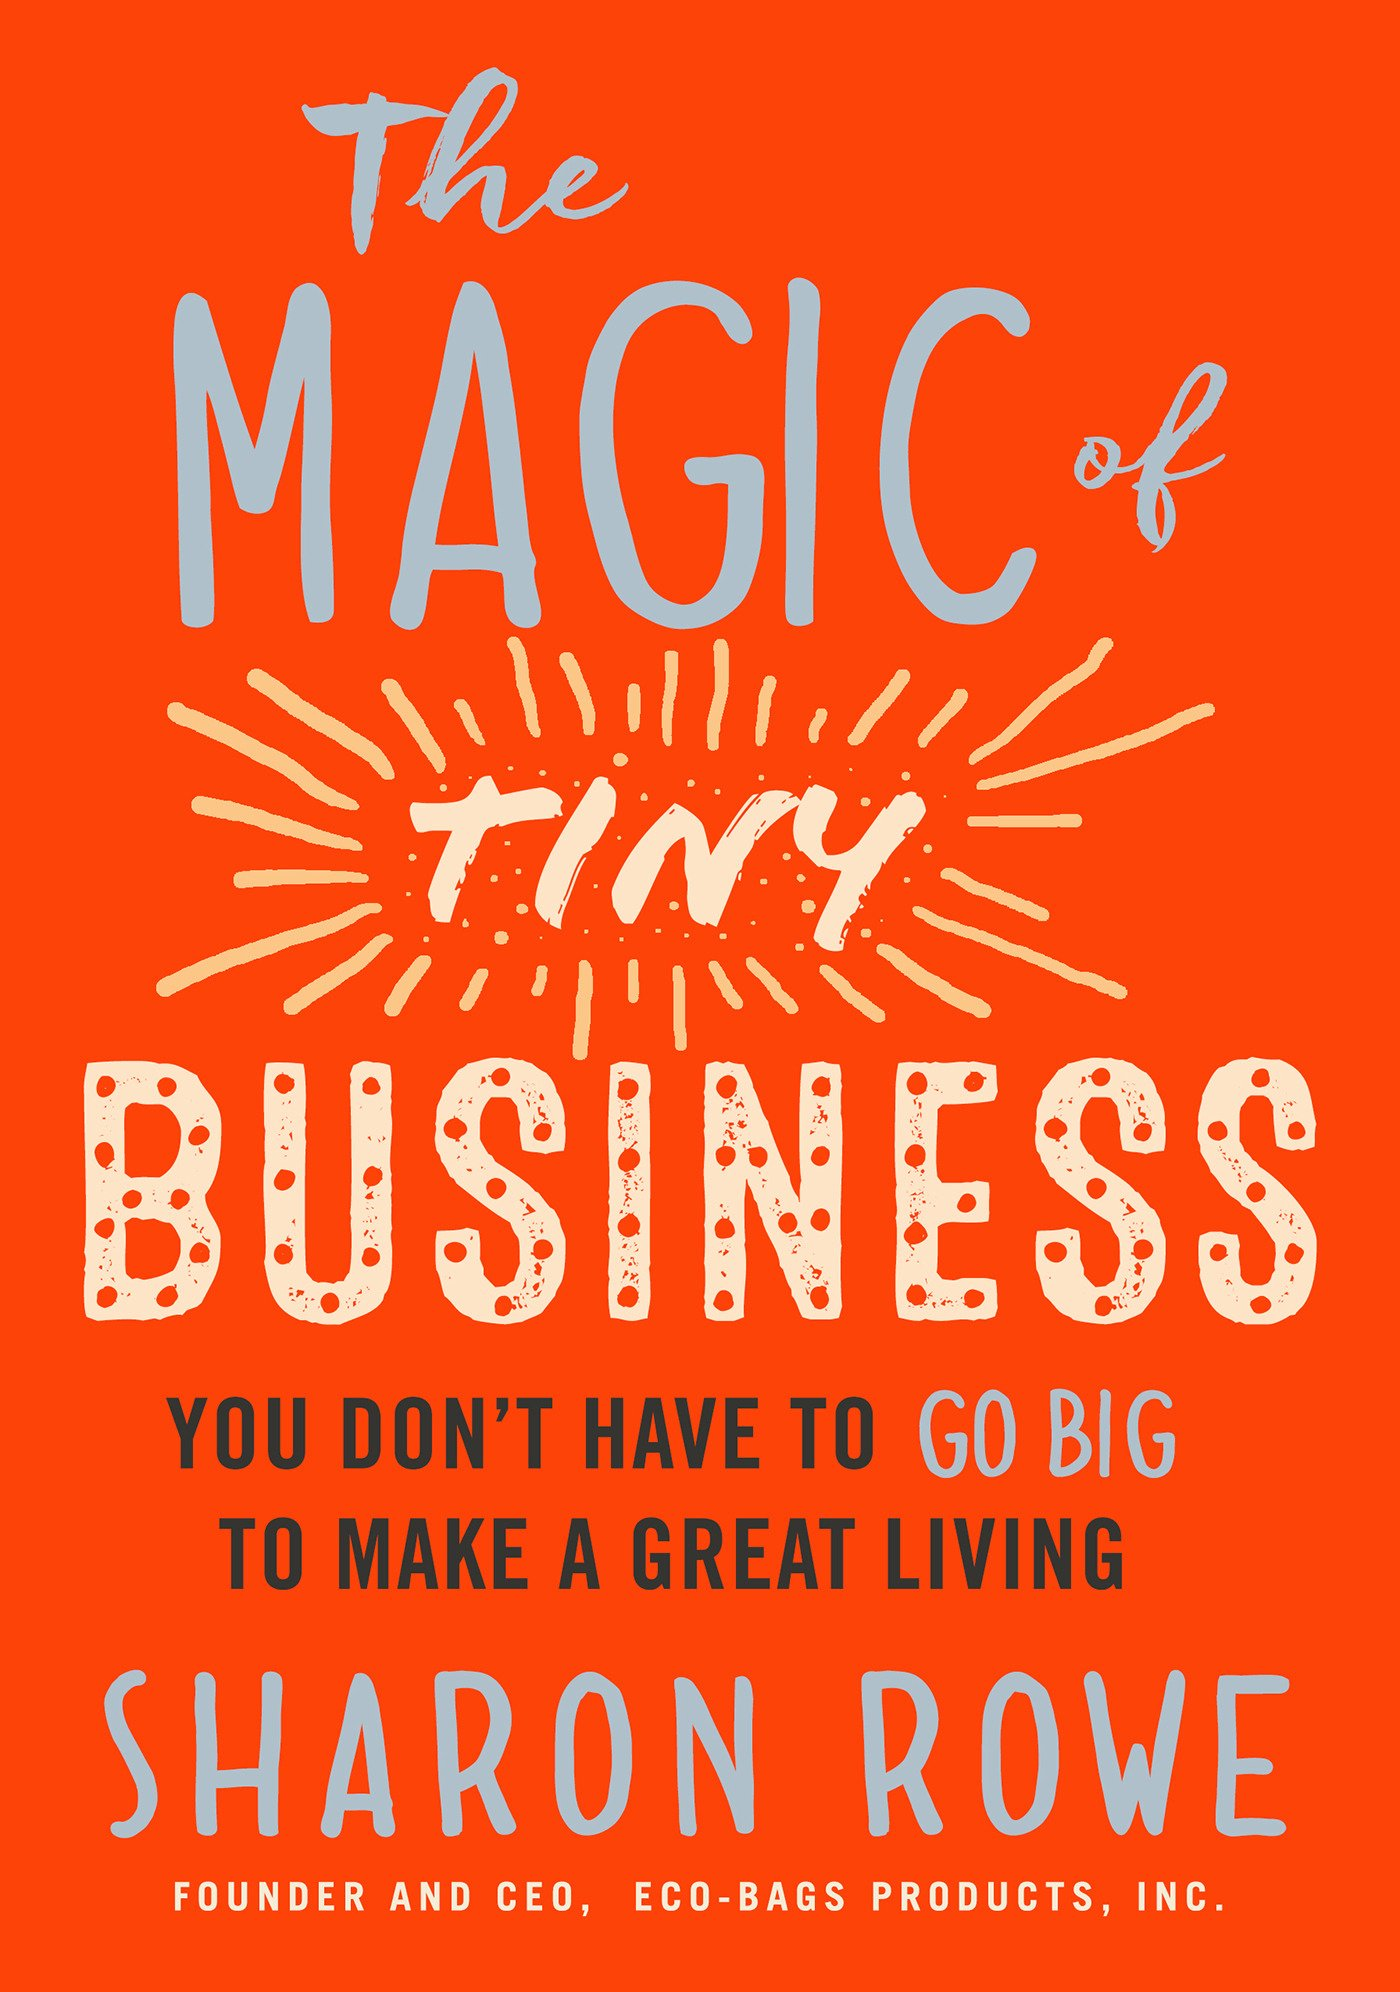 The
MAGIC of
TINY
BUSINESS
YOU DON'T HAVE TO GO BIG
TO MAKE A GREAT LIVING
SHARON ROWE
FOUNDER AND CEO, ECO-BAGS PRODUCTS, INC.